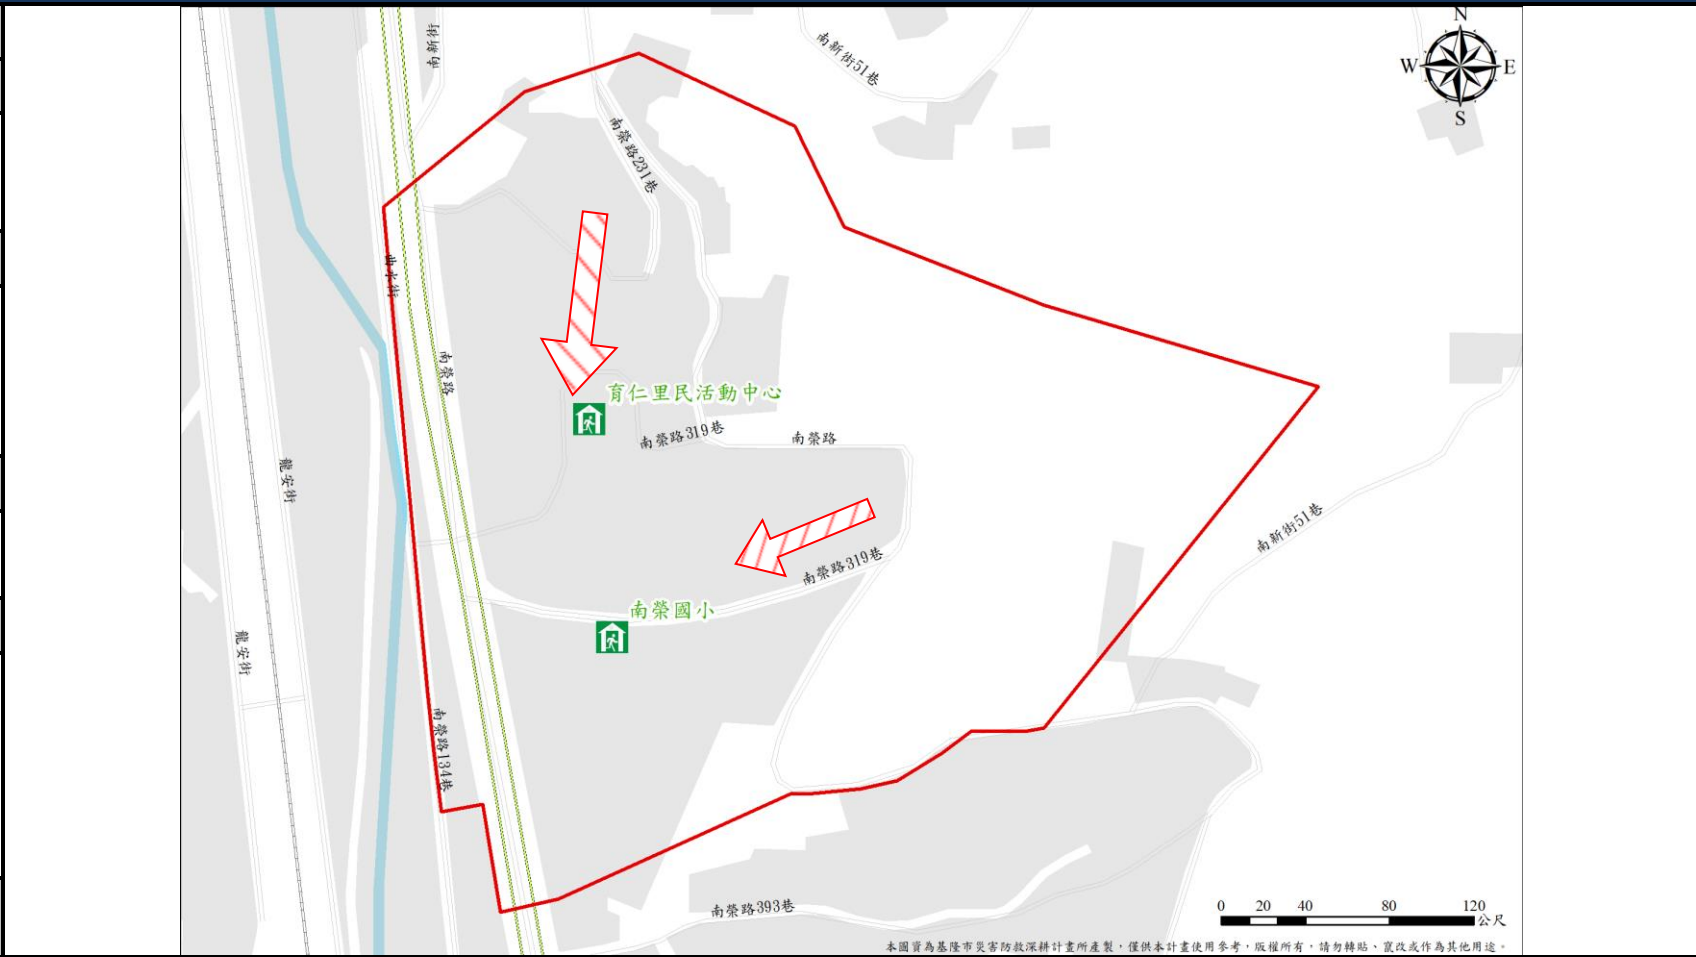 N
W
E
S
南新街
南新街51巷
南榮路231巷
曲水街
南榮路
育仁里民活動中心
南榮路319巷
南榮路
龍安街
南新街51巷
南榮路319巷
南榮國小
龍安街
南榮路134巷
南榮路393巷
0 20 40 80 120
公尺
本圖資為基隆市災害防救深耕計畫所產製，僅供本計畫使用參考，版權所有，請勿轉貼、竄改或作為其他用途。